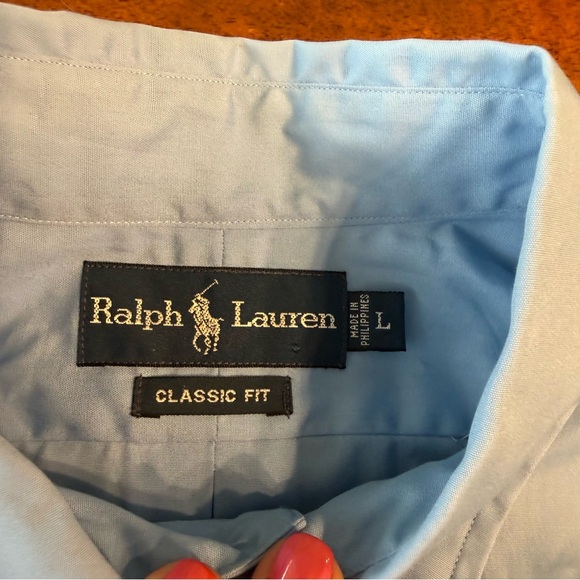 Ralph Lauren
MADE IN
PHILIPPINES
L
CLASSIC FIT